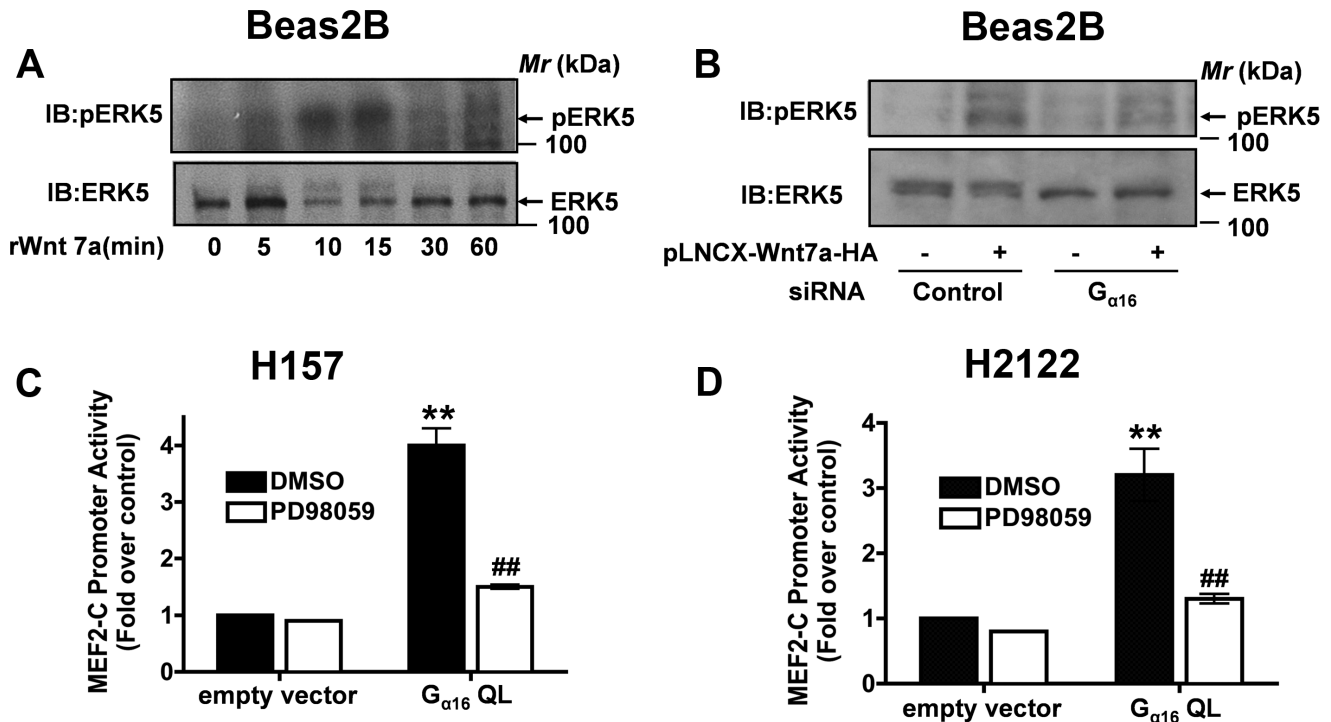 Beas2B
A
Mr (kDa)
IB:pERK5
pERK5
100
IB:ERK5
ERK5
100
rWnt 7a(min) 0 5 10 15 30 60
Beas2B
B
Mr (kDa)
IB:pERK5
pERK5
100
IB:ERK5
ERK5
100
pLNCX-Wnt7a-HA - + - +
siRNA Control Gα16
C
H157
MEF2-C Promoter Activity
(Fold over control)
4
3
2
1
0
**
DMSO
PD98059
##
empty vector Gα16 QL
D
H2122
MEF2-C Promoter Activity
(Fold over control)
4
3
2
1
0
**
DMSO
PD98059
##
empty vector Gα16 QL